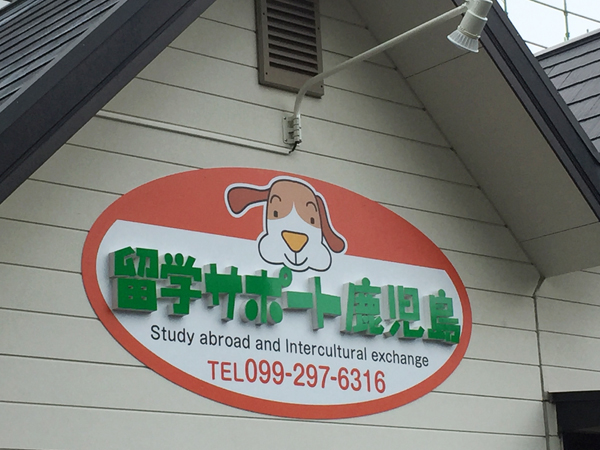 留学サポート鹿児島
Study abroad and Intercultural exchange
TEL099-297-6316